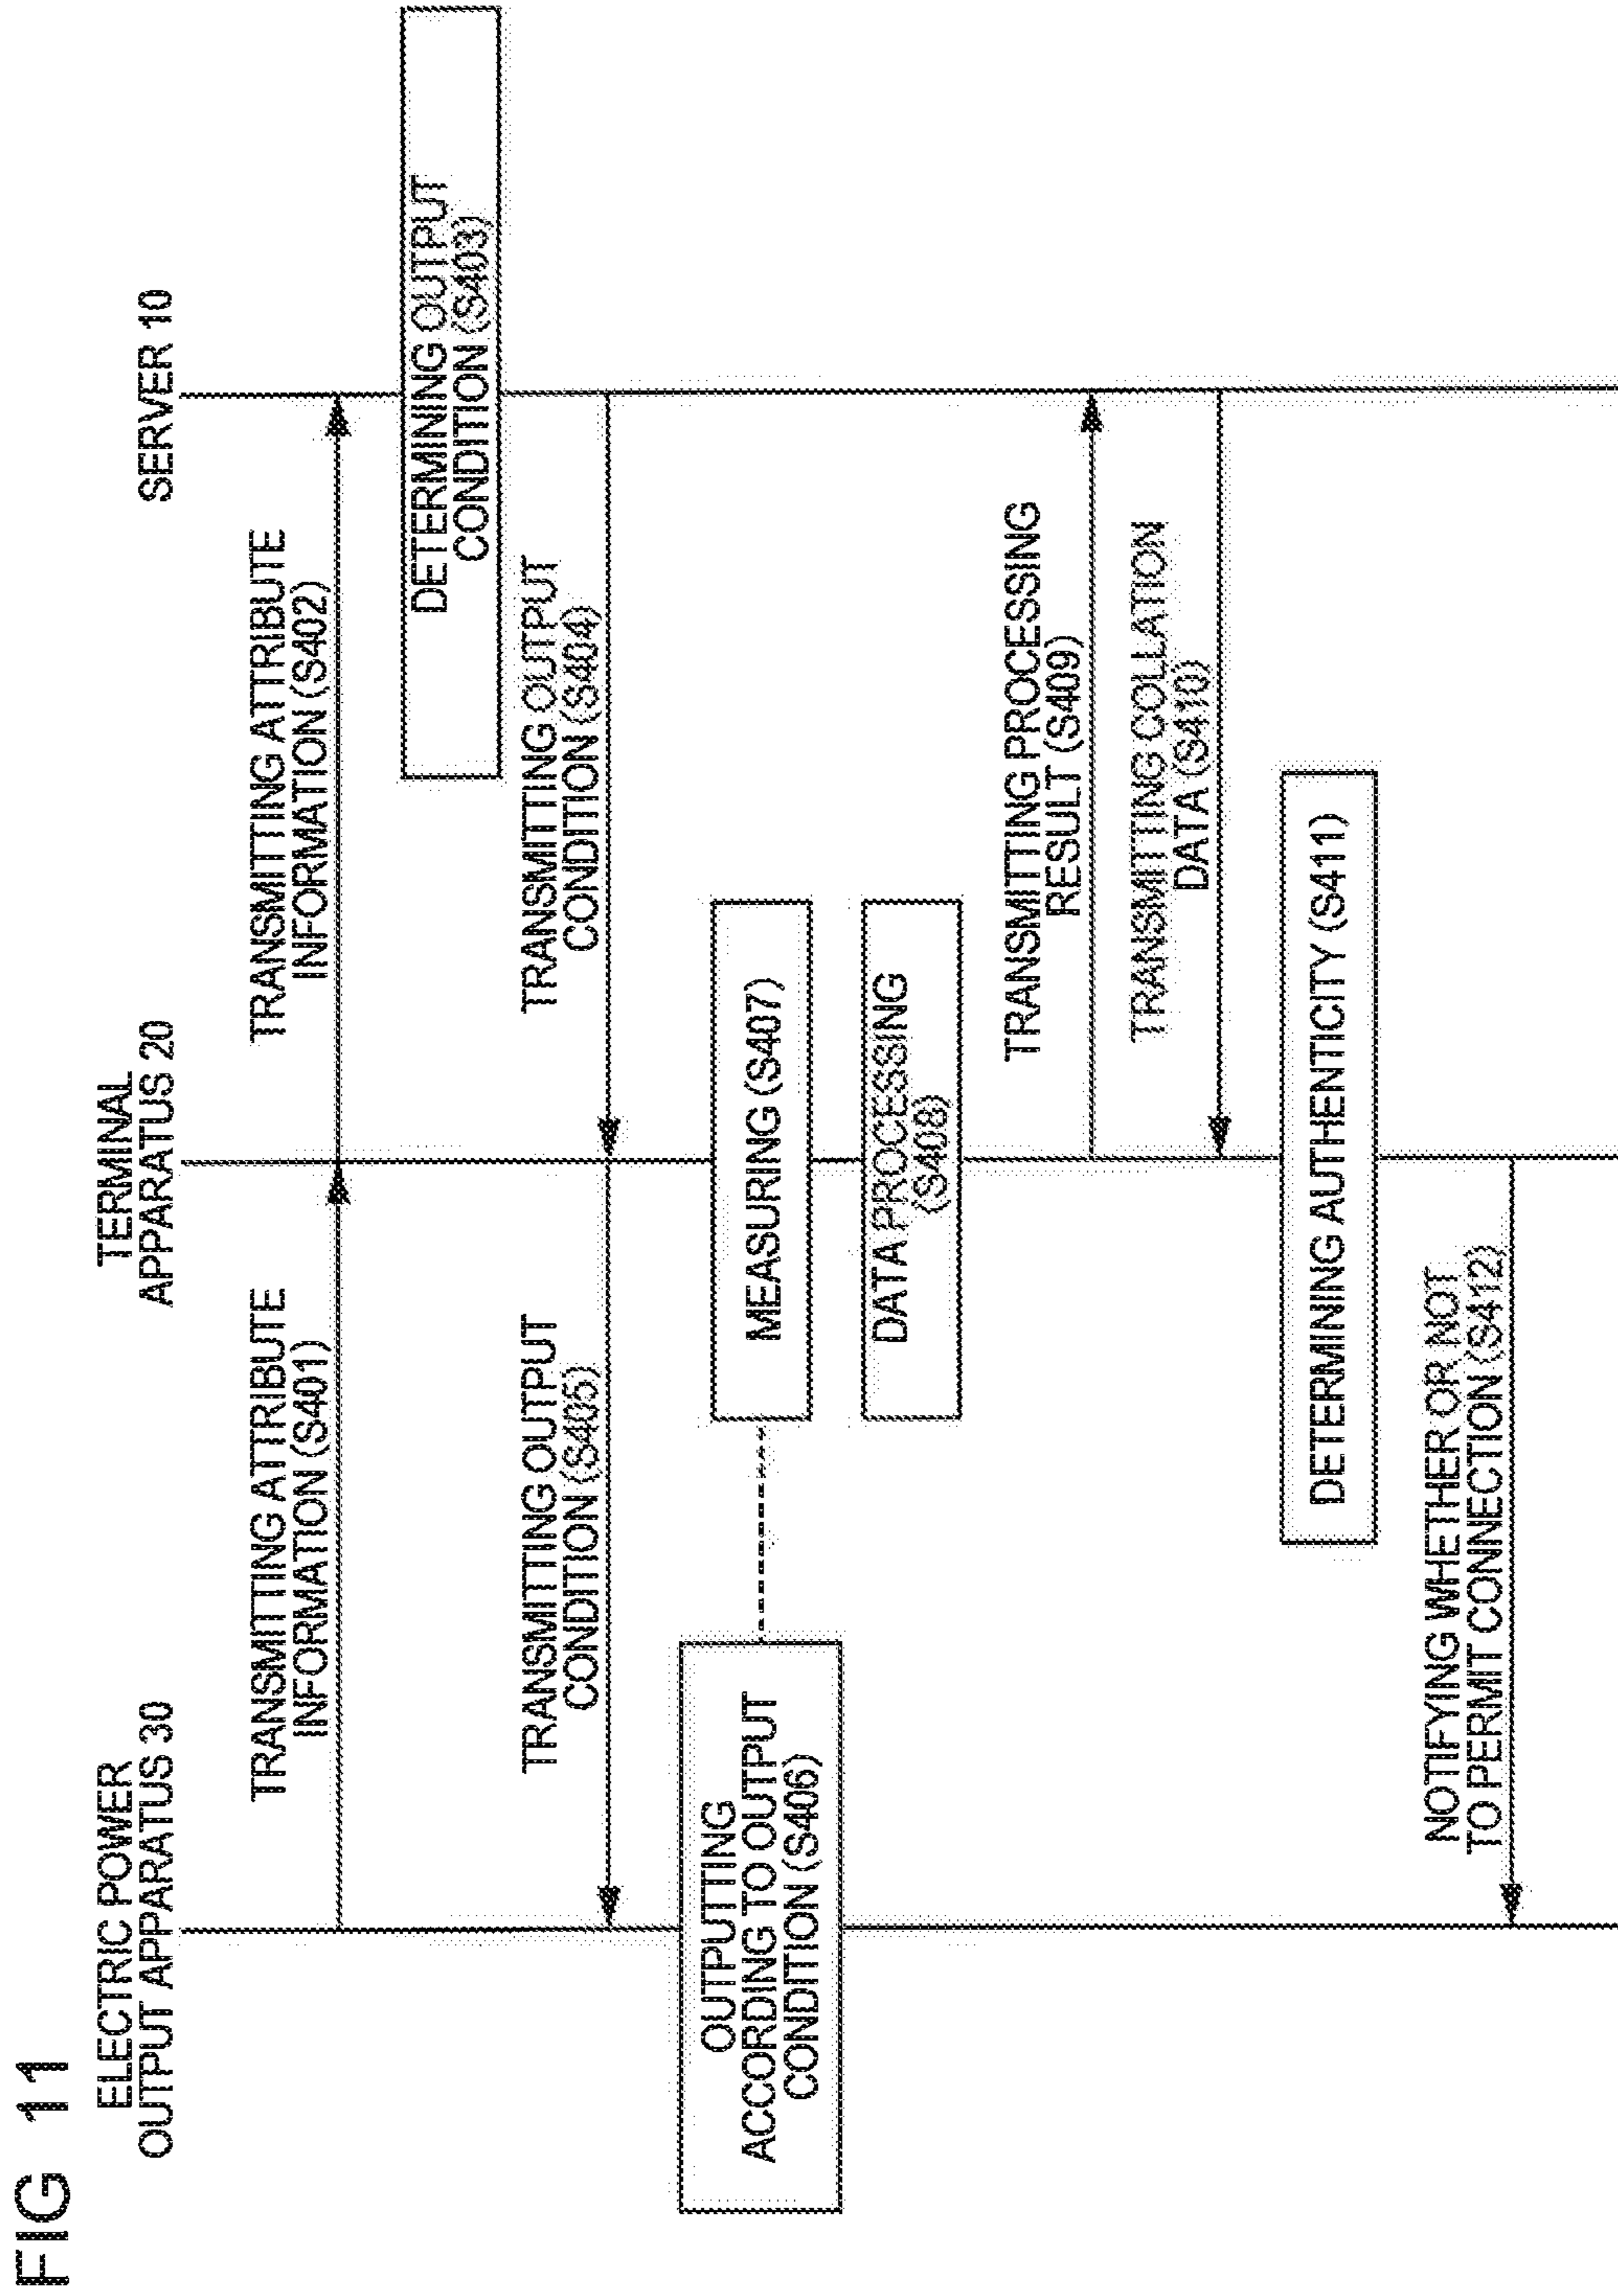 FIG 11
ELECTRIC POWER
OUTPUT APPARATUS 30
TERMINAL
APPARATUS 20
SERVER 10
TRANSMITTING ATTRIBUTE
INFORMATION (S401)
TRANSMITTING ATTRIBUTE
INFORMATION (S402)
DETERMINING OUTPUT
CONDITION (S403)
TRANSMITTING OUTPUT
CONDITION (S404)
TRANSMITTING OUTPUT
CONDITION (S405)
OUTPUTTING
ACCORDING TO OUTPUT
CONDITION (S406)
MEASURING (S407)
DATA PROCESSING
(S408)
TRANSMITTING PROCESSING
RESULT (S409)
TRANSMITTING COLLATION
DATA (S410)
DETERMINING AUTHENTICITY (S411)
NOTIFYING WHETHER OR NOT
TO PERMIT CONNECTION (S412)